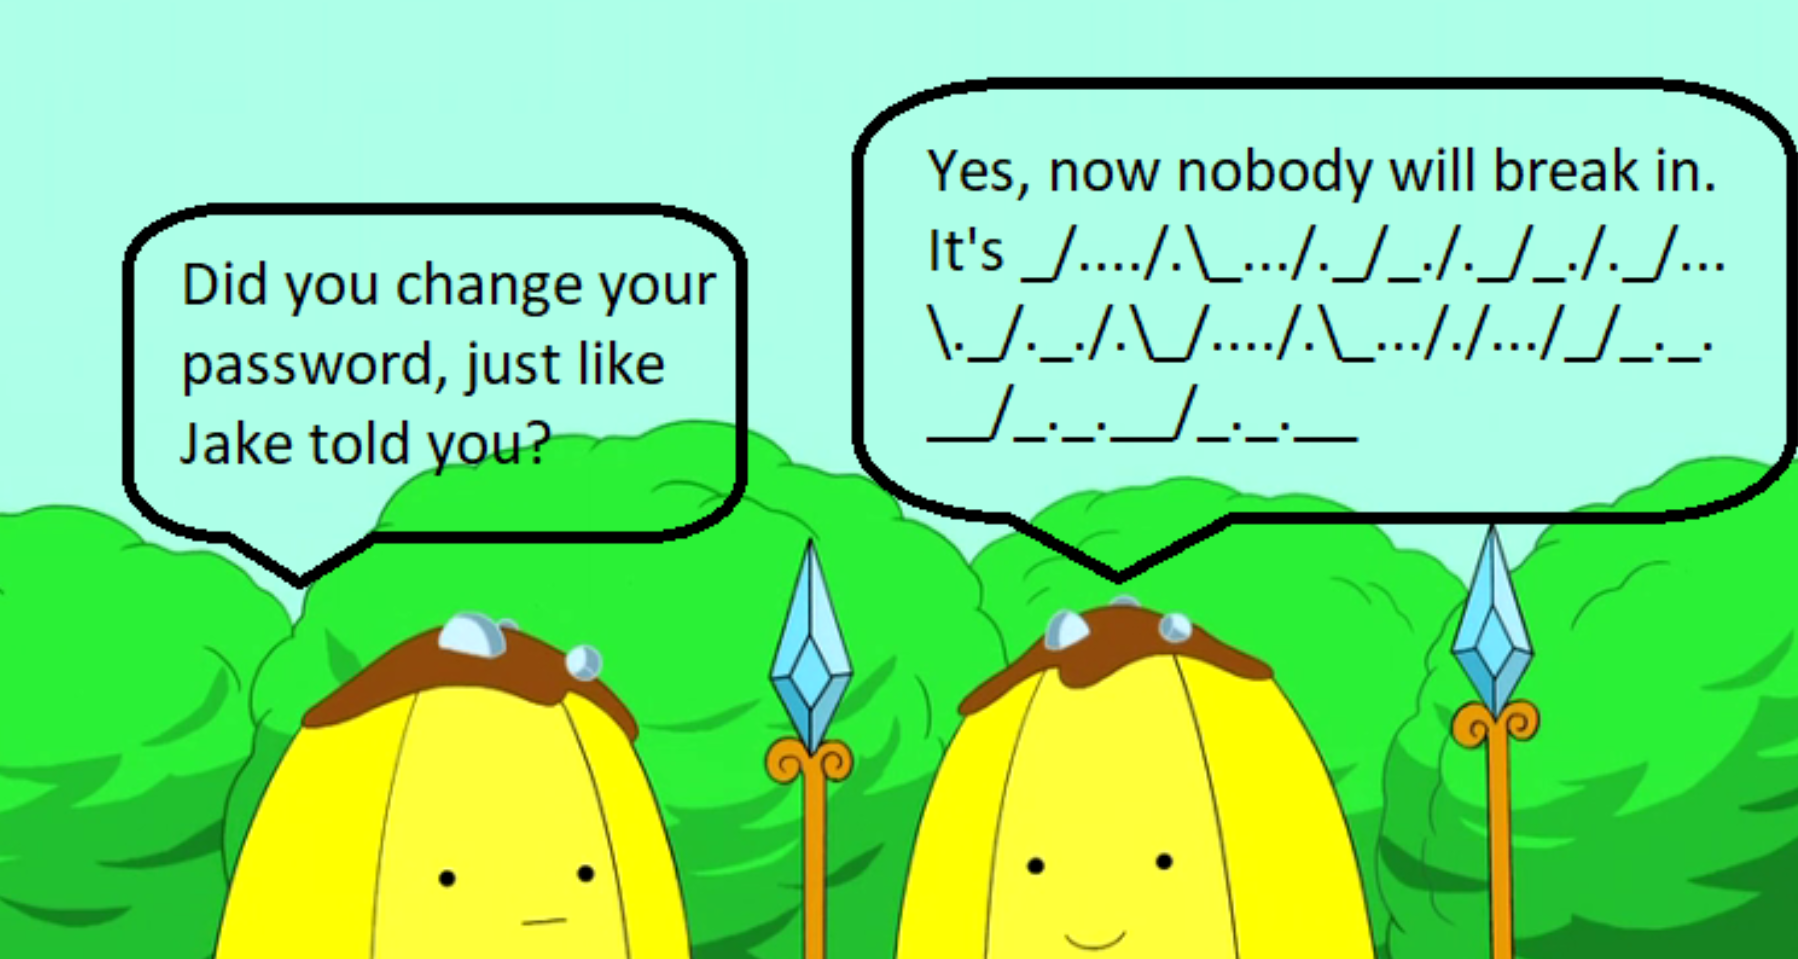 Did you change your
password, just like
Jake told you?
Yes, now nobody will break in.
It's _/..../.\_.../._/_./._/_./._/...
\._/._./.\_/..../.\_..././.../_/_._.
__/_._.__/_._.__